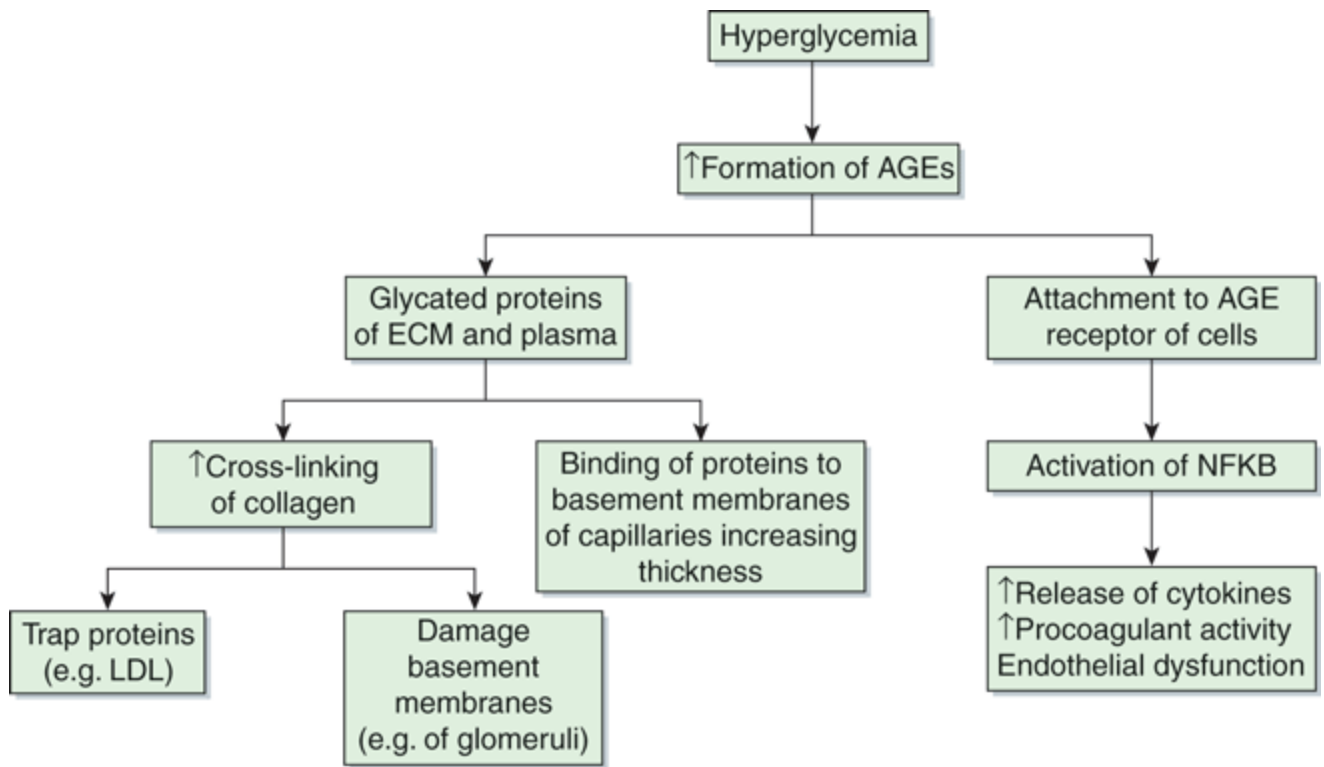 Hyperglycemia
↑Formation of AGEs
Glycated proteins
of ECM and plasma
Attachment to AGE
receptor of cells
↑Cross-linking
of collagen
Binding of proteins to
basement membranes
of capillaries increasing
thickness
Activation of NFKB
Trap proteins
(e.g. LDL)
Damage
basement
membranes
(e.g. of glomeruli)
↑Release of cytokines
↑Procoagulant activity
Endothelial dysfunction